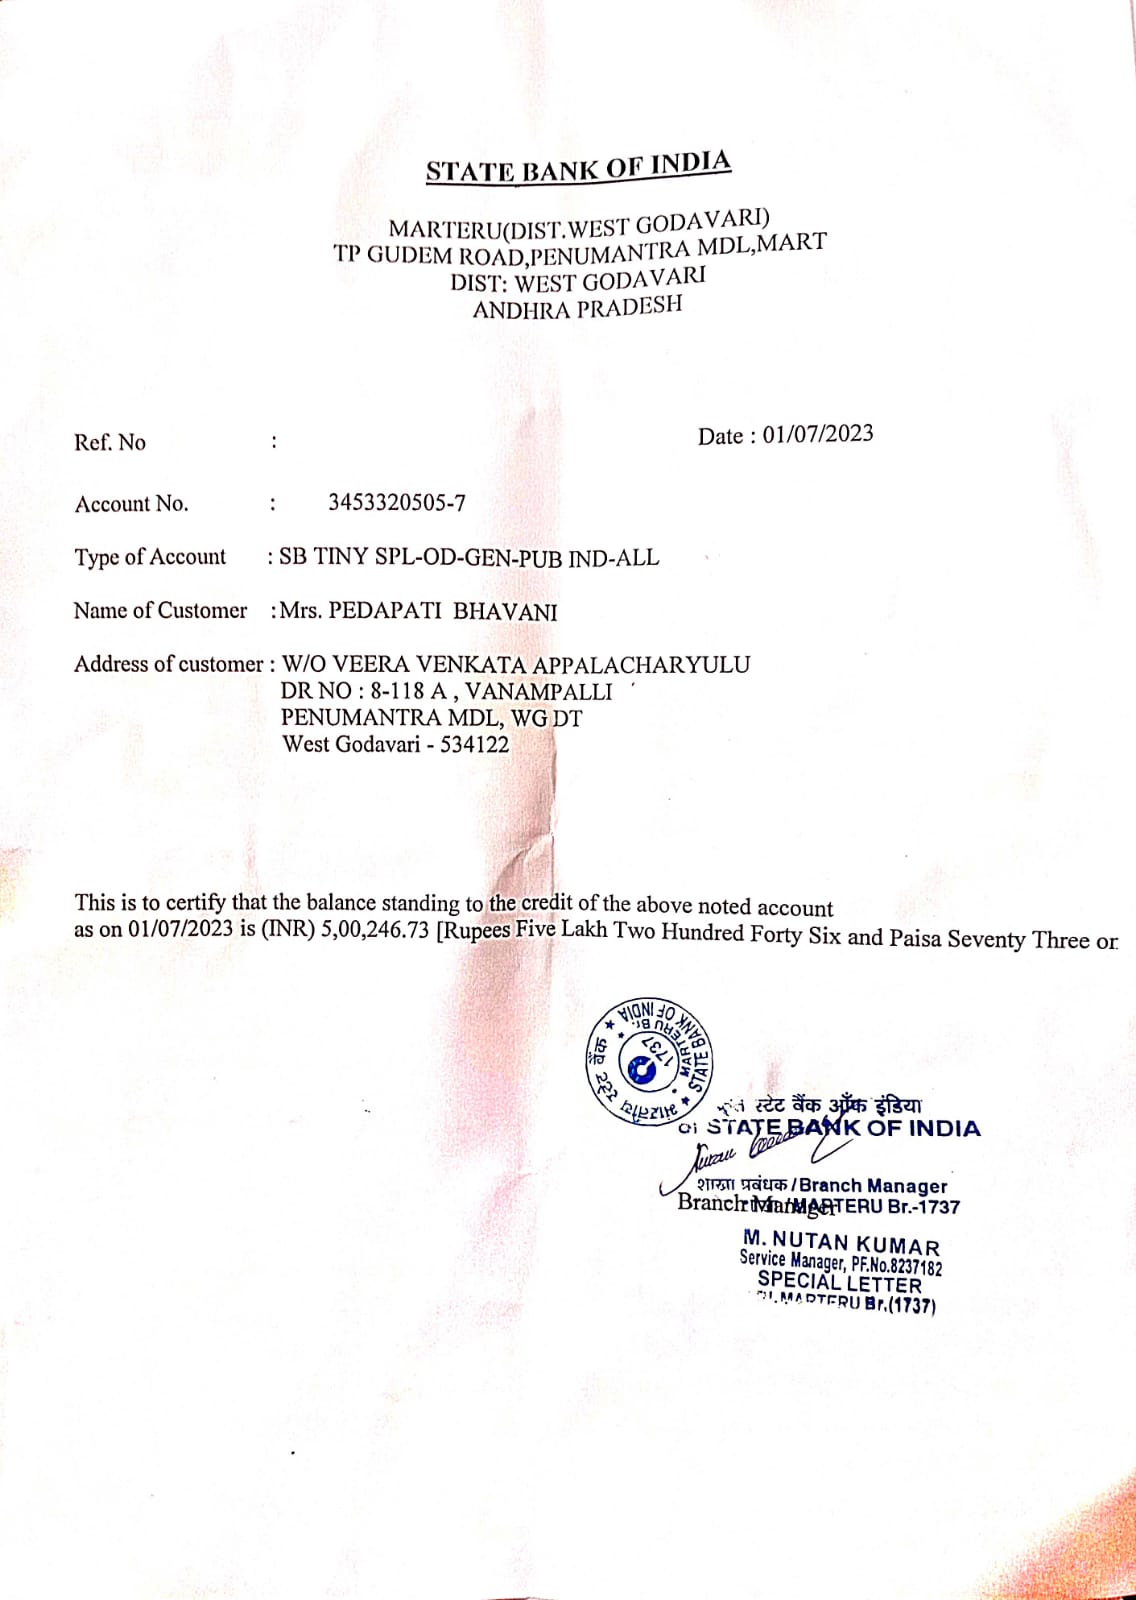 STATE BANK OF INDIA
MARTERU(DIST.WEST GODAVARI)
TP GUDEM ROAD,PENUMANTRA MDL,MART
DIST: WEST GODAVARI
ANDHRA PRADESH
Ref. No :
Date : 01/07/2023
Account No. : 3453320505-7
Type of Account : SB TINY SPL-OD-GEN-PUB IND-ALL
Name of Customer : Mrs. PEDAPATI BHAVANI
Address of customer : W/O VEERA VENKATA APPALACHARYULU
DR NO : 8-118 A , VANAMPALLI
PENUMANTRA MDL, WG DT
West Godavari - 534122
This is to certify that the balance standing to the credit of the above noted account
as on 01/07/2023 is (INR) 5,00,246.73 [Rupees Five Lakh Two Hundred Forty Six and Paisa Seventy Three or
भारतीय स्टेट बैंक ★ STATE BANK OF INDIA ★
MARTERU Br.
1737
स्टेट बैंक ऑफ इंडिया
STATE BANK OF INDIA
शाखा प्रबंधक / Branch Manager
Branch Manager
MARTERU Br.-1737
M. NUTAN KUMAR
Service Manager, PF.No.8237182
SPECIAL LETTER
MARTERU Br.(1737)